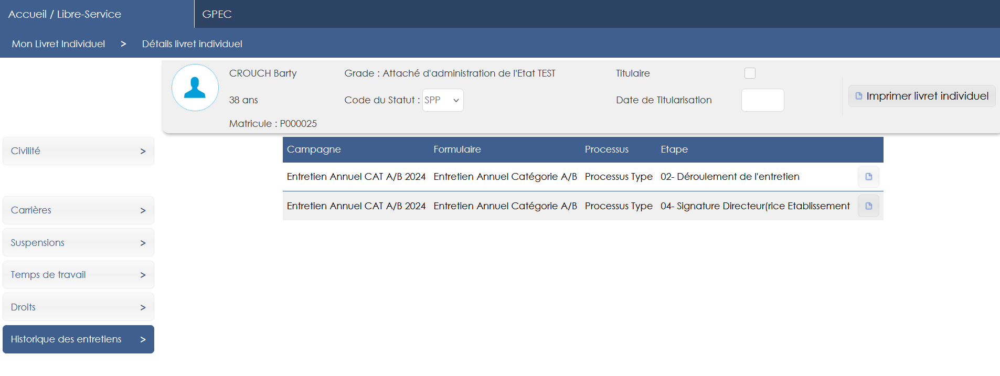 Accueil / Libre-Service
GPEC
Mon Livret Individuel > Détails livret individuel
CROUCH Barty
Grade : Attaché d'administration de l'Etat TEST
Titulaire
38 ans
Code du Statut : SPP
Date de Titularisation
Imprimer livret individuel
Matricule : P000025
Civilité >
Carrières >
Suspensions >
Temps de travail >
Droits >
Historique des entretiens >
Campagne Formulaire Processus Etape
Entretien Annuel CAT A/B 2024 Entretien Annuel Catégorie A/B Processus Type 02- Déroulement de l'entretien
Entretien Annuel CAT A/B 2024 Entretien Annuel Catégorie A/B Processus Type 04- Signature Directeur(rice Etablissement